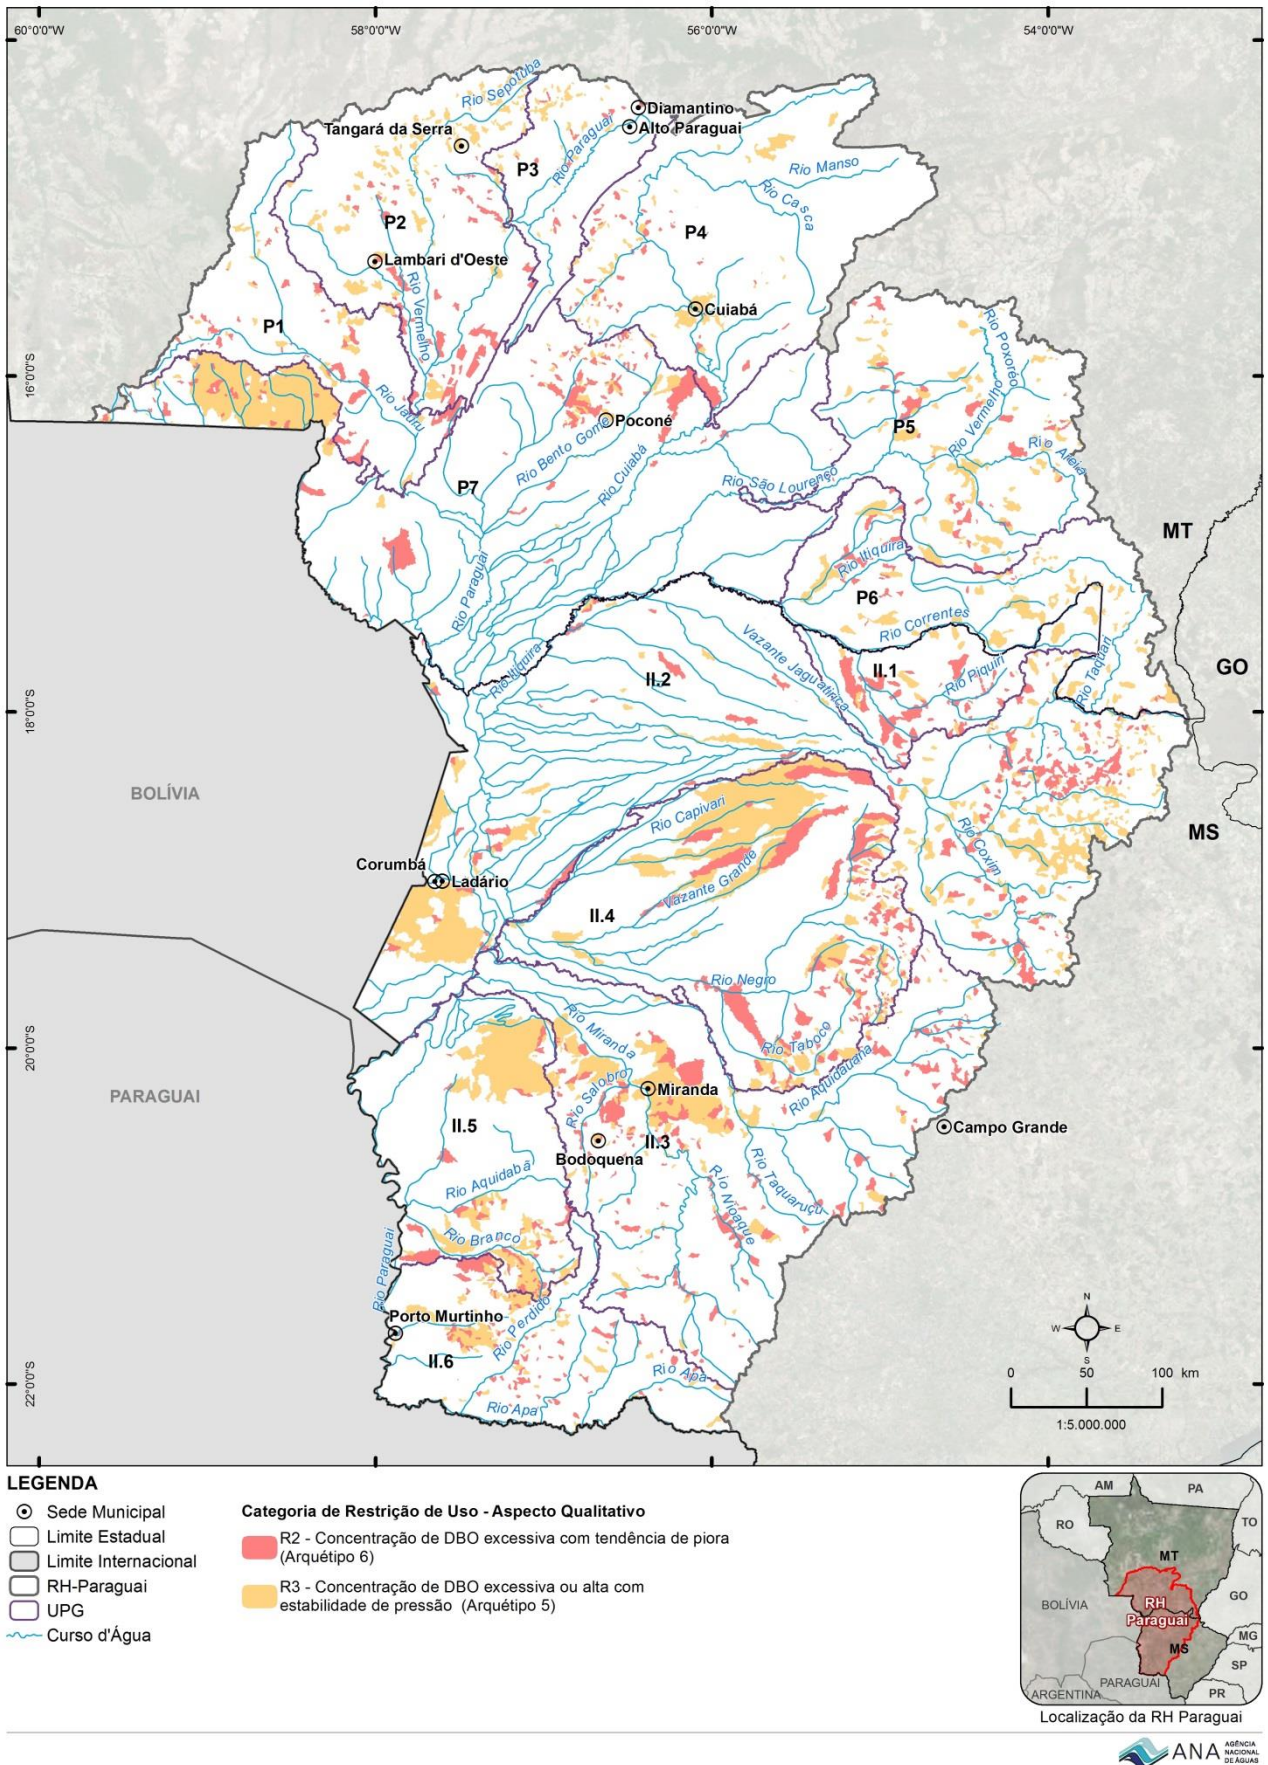 60°0'0"W
58°0'0"W
56°0'0"W
54°0'0"W
Rio Sepotuba
Diamantino
Alto Paraguai
Tangará da Serra
Rio Paraguai
P3
Rio Manso
Rio Casca
P2
P4
Lambari d'Oeste
Rio Vermelho
Cuiabá
P1
Rio Poxoréo
16°0'0"S
Rio Jauru
Poconé
P5
Rio Vermelho
Rio Areia
Rio Bento Gome
Rio Cuiabá
P7
Rio São Lourenço
MT
Rio Itiquira
Rio Paraguai
P6
Rio Correntes
Vazante Jaguatirica
Rio Itiquira
II.2
II.1
Rio Piquiri
Rio Taquari
GO
18°0'0"S
BOLÍVIA
Rio Capivari
Rio Coxim
MS
Corumbá
Ladário
Vazante Grande
II.4
Rio Negro
Rio Miranda
Rio Taboco
20°0'0"S
Rio Aquidauana
PARAGUAI
Rio Salobro
Miranda
II.5
Campo Grande
II.3
Bodoquena
Rio Aquidabã
Rio Nioaque
Rio Taquaruçu
Rio Branco
Rio Paraguai
Porto Murtinho
Rio Perdido
II.6
Rio Apa
Rio Apa
22°0'0"S
N
W E
S
0 50 100 km
1:5.000.000
LEGENDA
Sede Municipal
Limite Estadual
Limite Internacional
RH-Paraguai
UPG
Curso d'Água
Categoria de Restrição de Uso - Aspecto Qualitativo
R2 - Concentração de DBO excessiva com tendência de piora
(Arquétipo 6)
R3 - Concentração de DBO excessiva ou alta com
estabilidade de pressão (Arquétipo 5)
AM
PA
RO
TO
MT
BOLÍVIA
RH
Paraguai
GO
MS
MG
SP
PARAGUAI
ARGENTINA
PR
Localização da RH Paraguai
ANA AGÊNCIA
NACIONAL
DE ÁGUAS